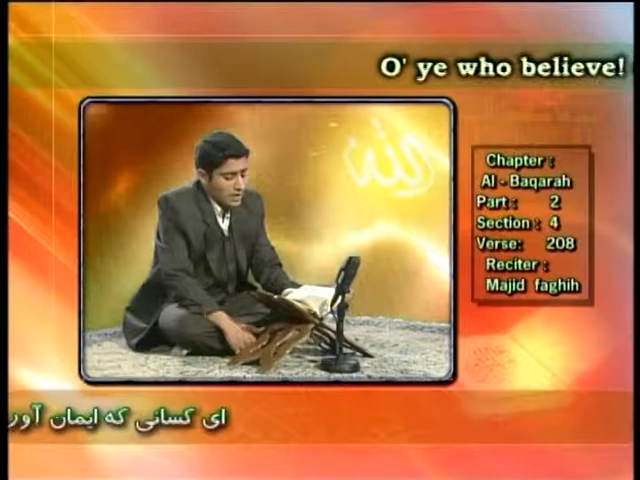 O' ye who believe!
الله
Chapter :
Al - Baqarah
Part : 2
Section : 4
Verse: 208
Reciter :
Majid faghih
ای کسانی که ایمان آور